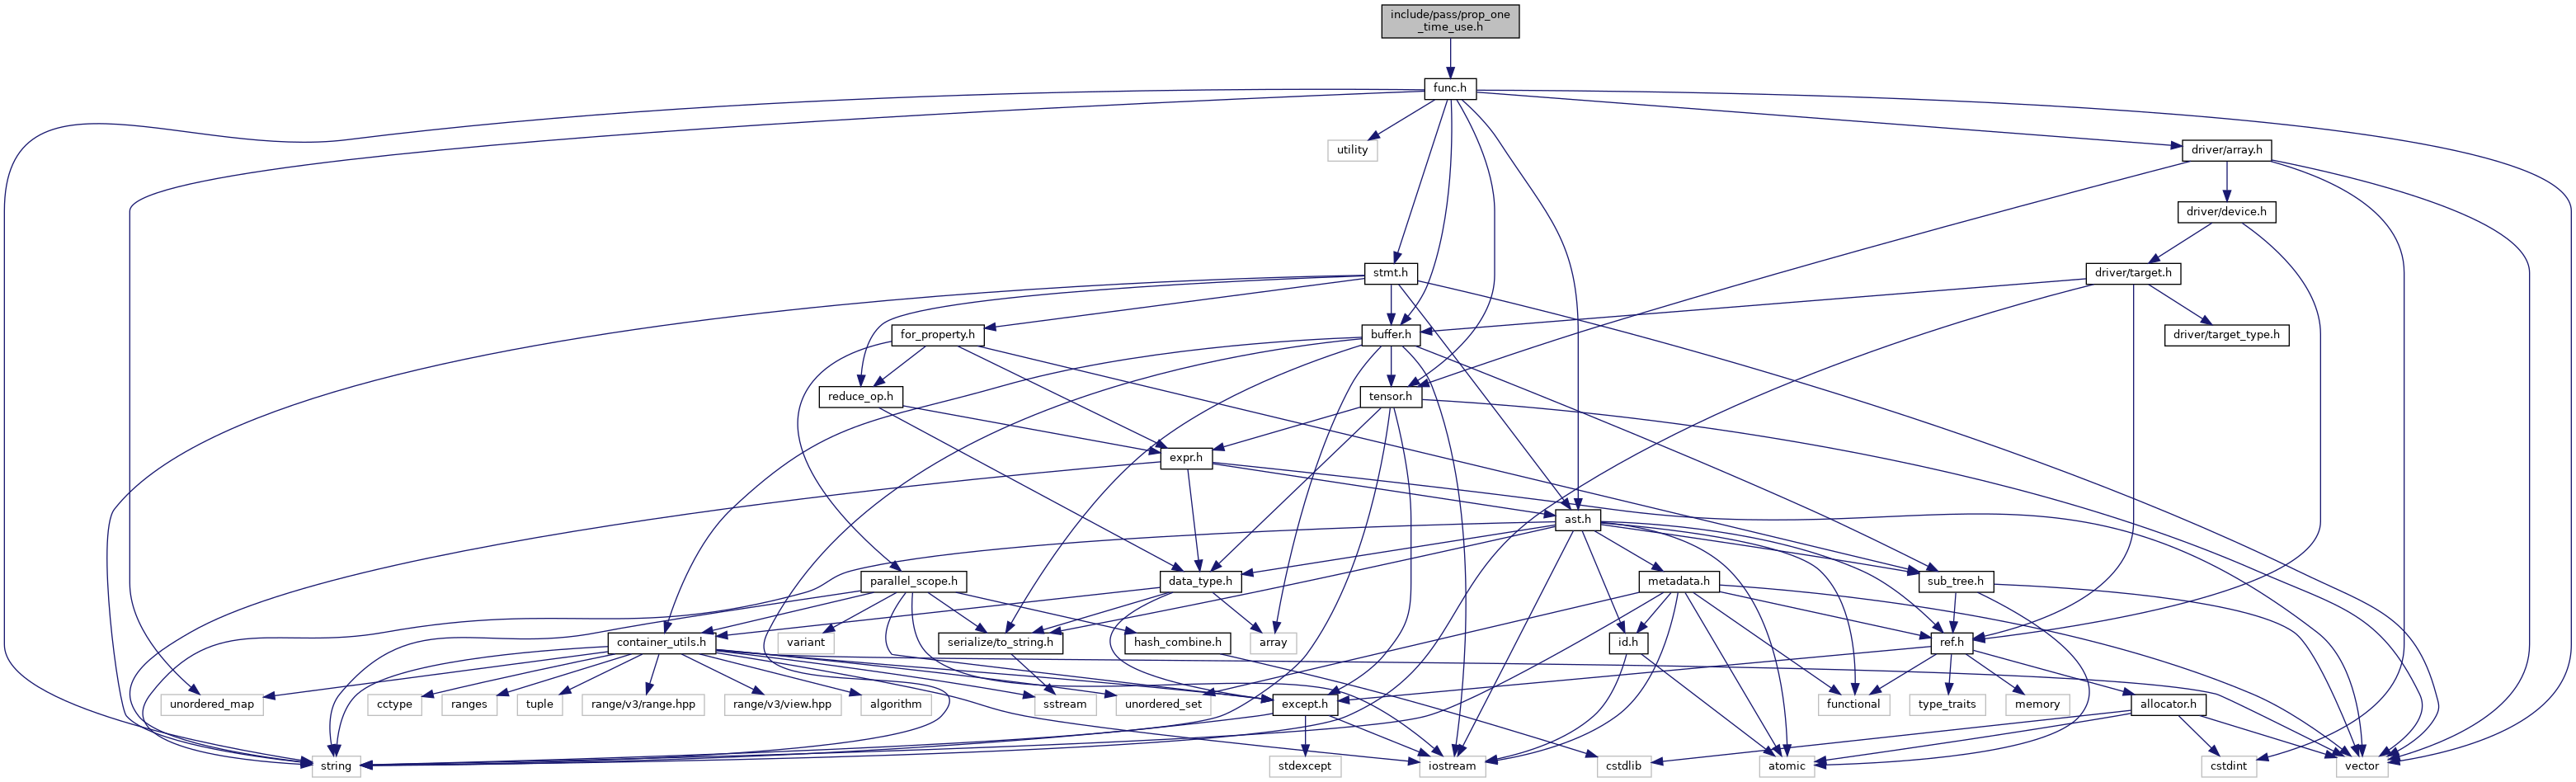 include/pass/prop_one
_time_use.h
func.h
utility
driver/array.h
driver/device.h
stmt.h
driver/target.h
for_property.h
buffer.h
driver/target_type.h
reduce_op.h
tensor.h
expr.h
ast.h
parallel_scope.h
data_type.h
metadata.h
sub_tree.h
container_utils.h
variant
serialize/to_string.h
hash_combine.h
array
id.h
ref.h
unordered_map
cctype
ranges
tuple
range/v3/range.hpp
range/v3/view.hpp
algorithm
sstream
unordered_set
except.h
functional
type_traits
memory
allocator.h
string
stdexcept
iostream
cstdlib
atomic
cstdint
vector